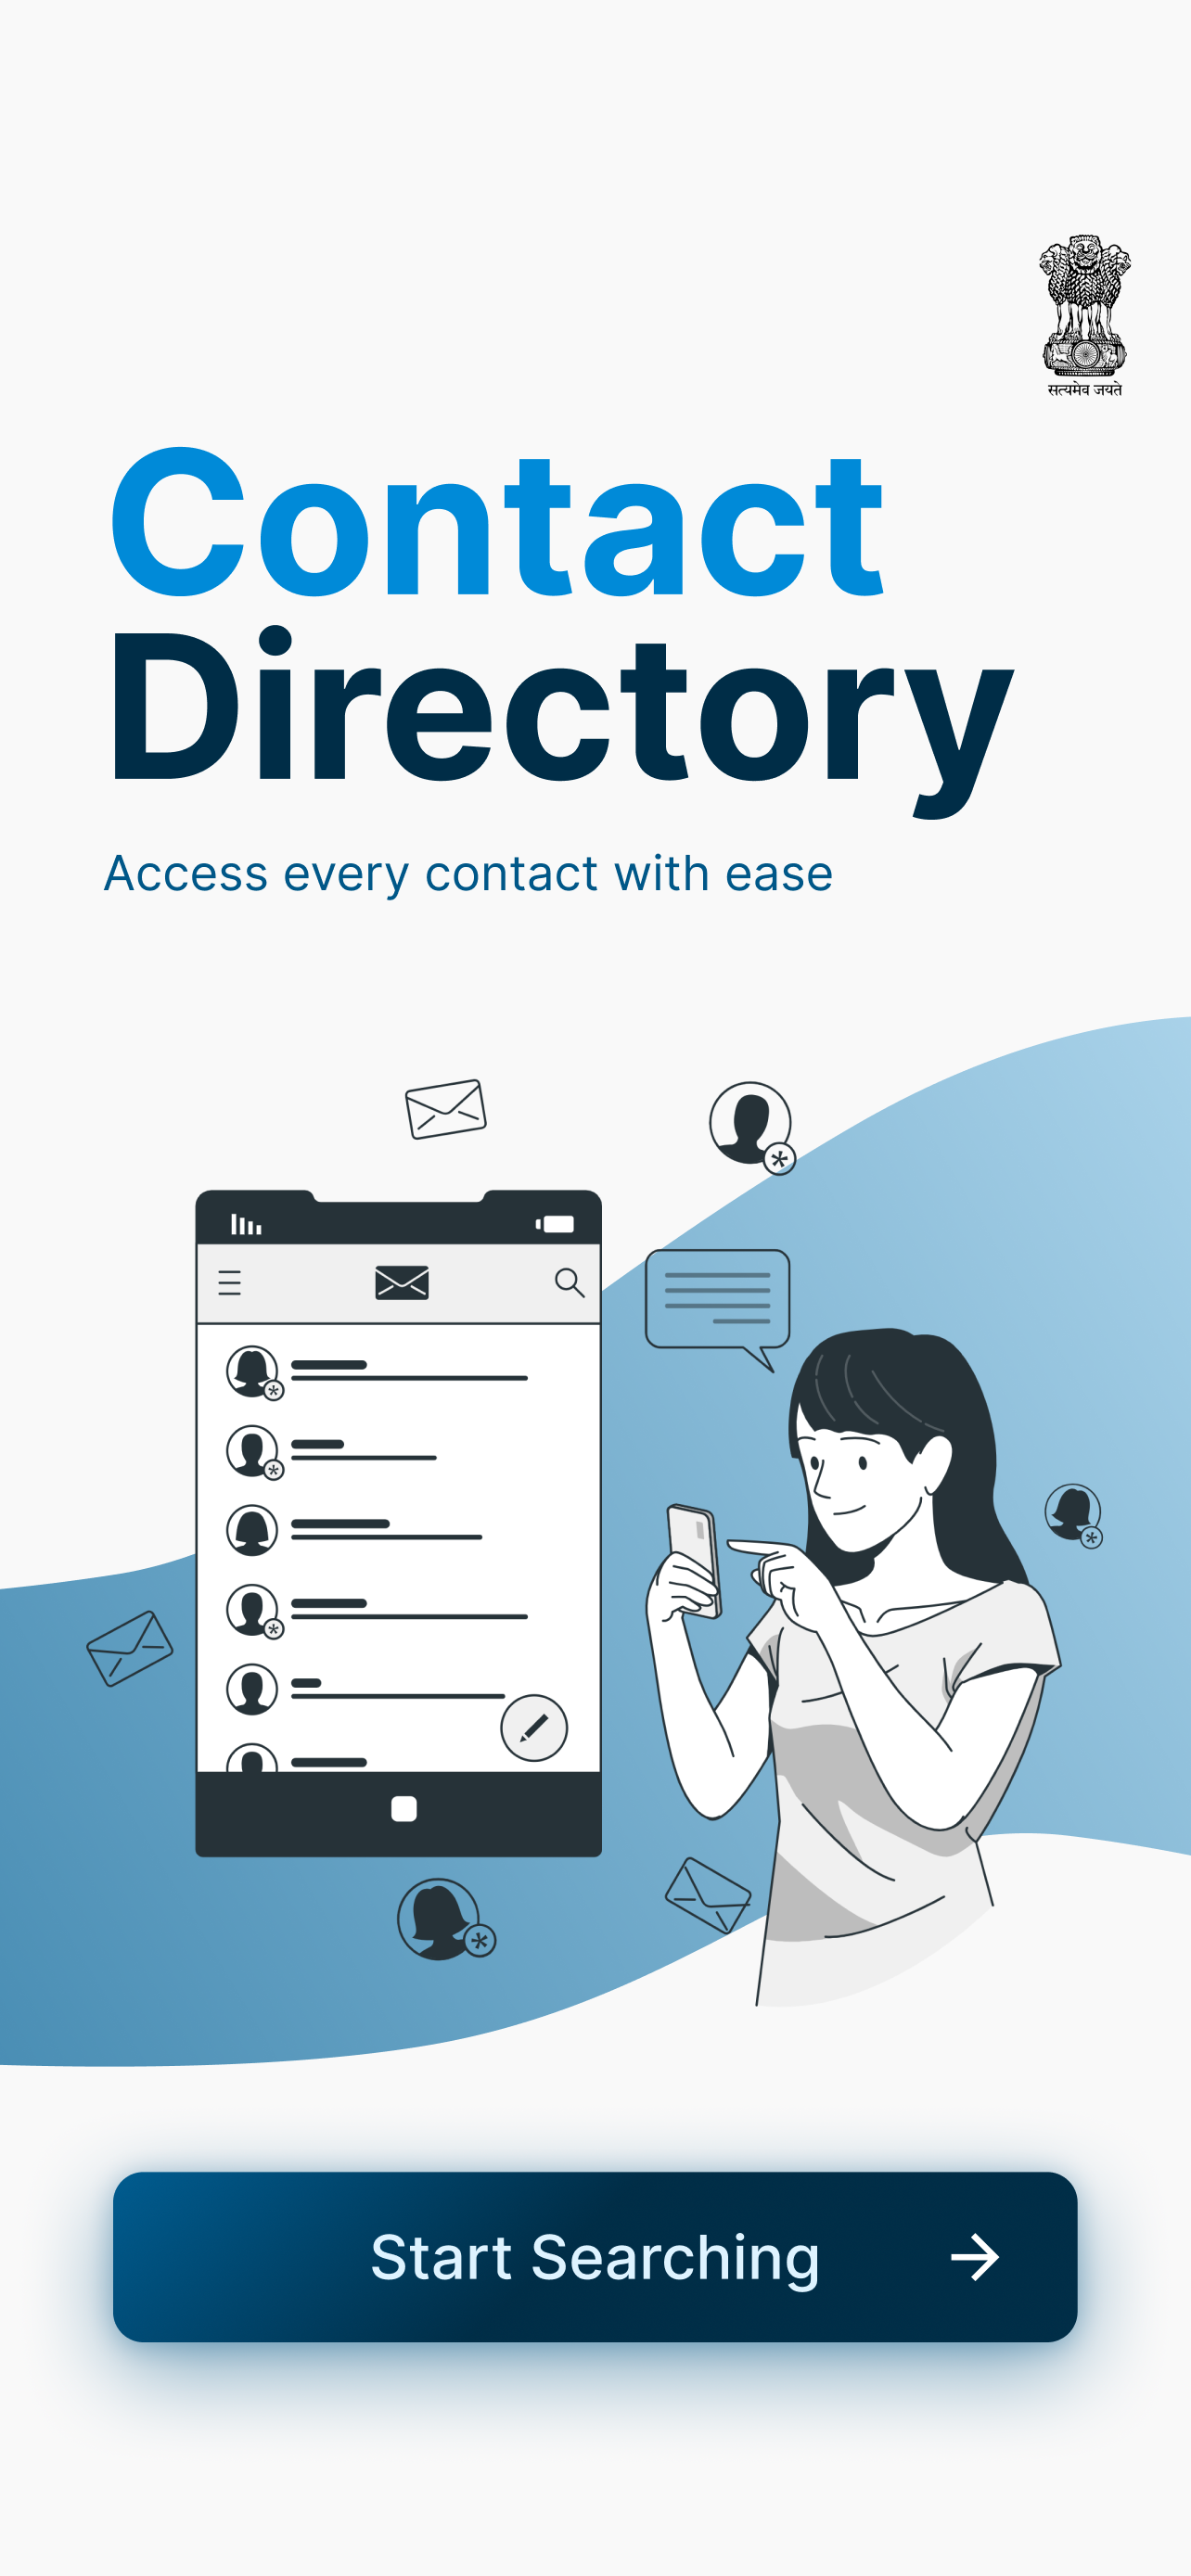 सत्यमेव जयते
Contact
Directory
Access every contact with ease
Start Searching